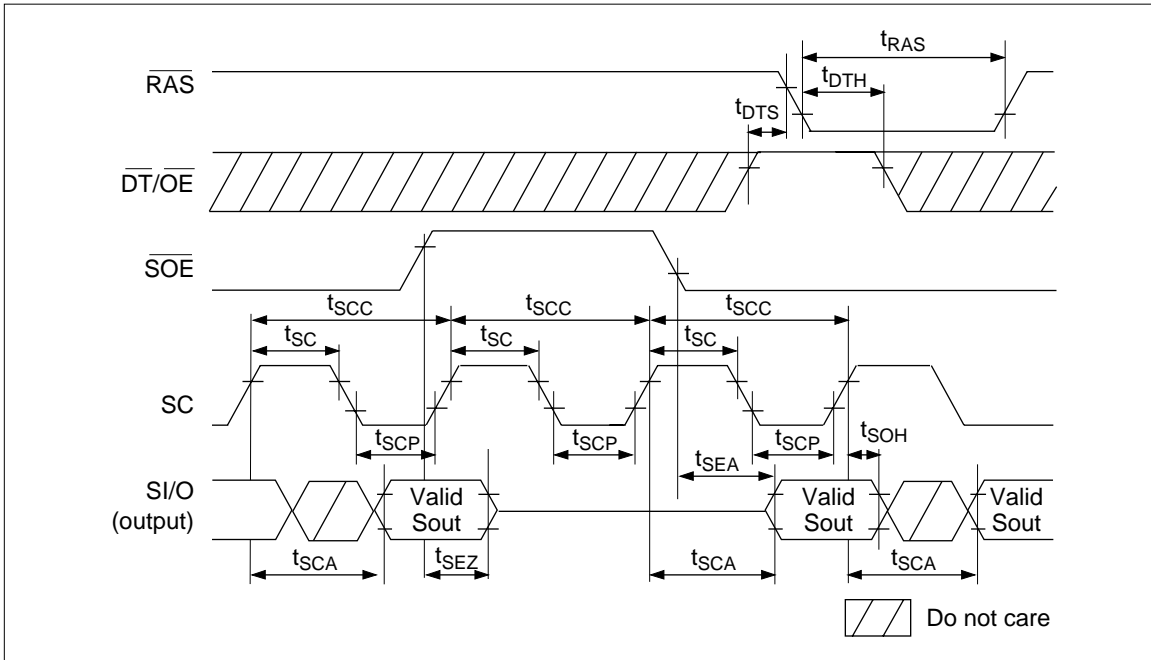 tRAS
RAS
tDTH
tDTS
DT/OE
SOE
tSCC tSCC tSCC
tSC tSC tSC
SC
tSCP tSCP tSCP tSOH
tSEA
SI/O
(output)
Valid
Sout
Valid
Sout
Valid
Sout
tSCA tSEZ tSCA tSCA
Do not care